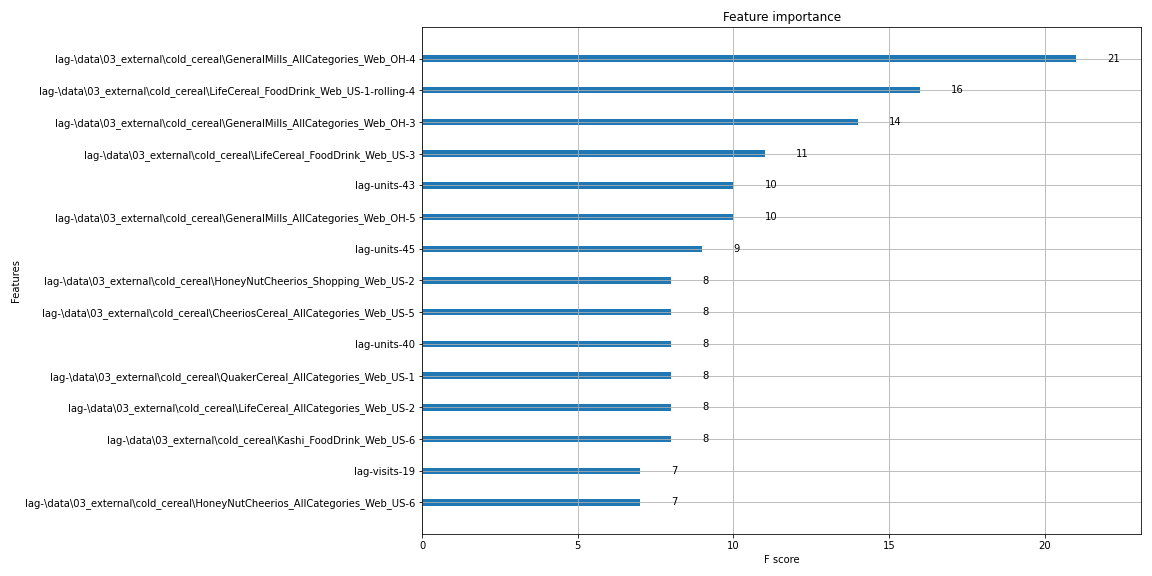 Feature importance
lag-\data\03_external\cold_cereal\GeneralMills_AllCategories_Web_OH-4 21
lag-\data\03_external\cold_cereal\LifeCereal_FoodDrink_Web_US-1-rolling-4 16
lag-\data\03_external\cold_cereal\GeneralMills_AllCategories_Web_OH-3 14
lag-\data\03_external\cold_cereal\LifeCereal_FoodDrink_Web_US-3 11
lag-units-43 10
lag-\data\03_external\cold_cereal\GeneralMills_AllCategories_Web_OH-5 10
lag-units-45 9
lag-\data\03_external\cold_cereal\HoneyNutCheerios_Shopping_Web_US-2 8
lag-\data\03_external\cold_cereal\CheeriosCereal_AllCategories_Web_US-5 8
lag-units-40 8
lag-\data\03_external\cold_cereal\QuakerCereal_AllCategories_Web_US-1 8
lag-\data\03_external\cold_cereal\LifeCereal_AllCategories_Web_US-2 8
lag-\data\03_external\cold_cereal\Kashi_FoodDrink_Web_US-6 8
lag-visits-19 7
lag-\data\03_external\cold_cereal\HoneyNutCheerios_AllCategories_Web_US-6 7
Features
0 5 10 15 20
F score